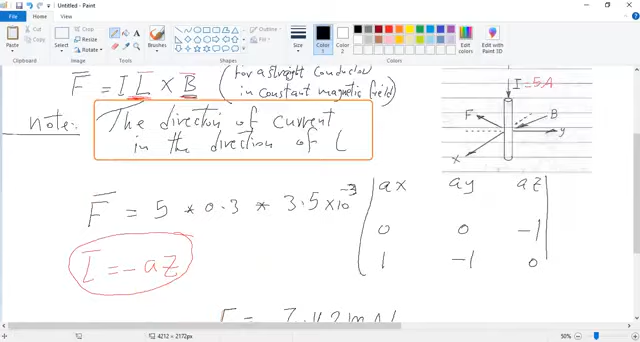 Untitled - Paint
File Home View
Cut
Copy
Crop
Resize
Rotate
Select
Brushes
Outline
Fill
Size
Color 1
Color 2
Edit colors
Edit with Paint 3D
Clipboard
Image
Tools
Shapes
Colors
F = I L × B
for a straight conductor
in constant magnetic field)
note:
The direction of current
in the direction of L
I = 5A
F
B
y
x
F = 5 * 0.3 * 3.5 × 10^-3
ax ay az
0 0 -1
1 -1 0
L = - az
F = 7.42 mN
4212 × 2172px
50%